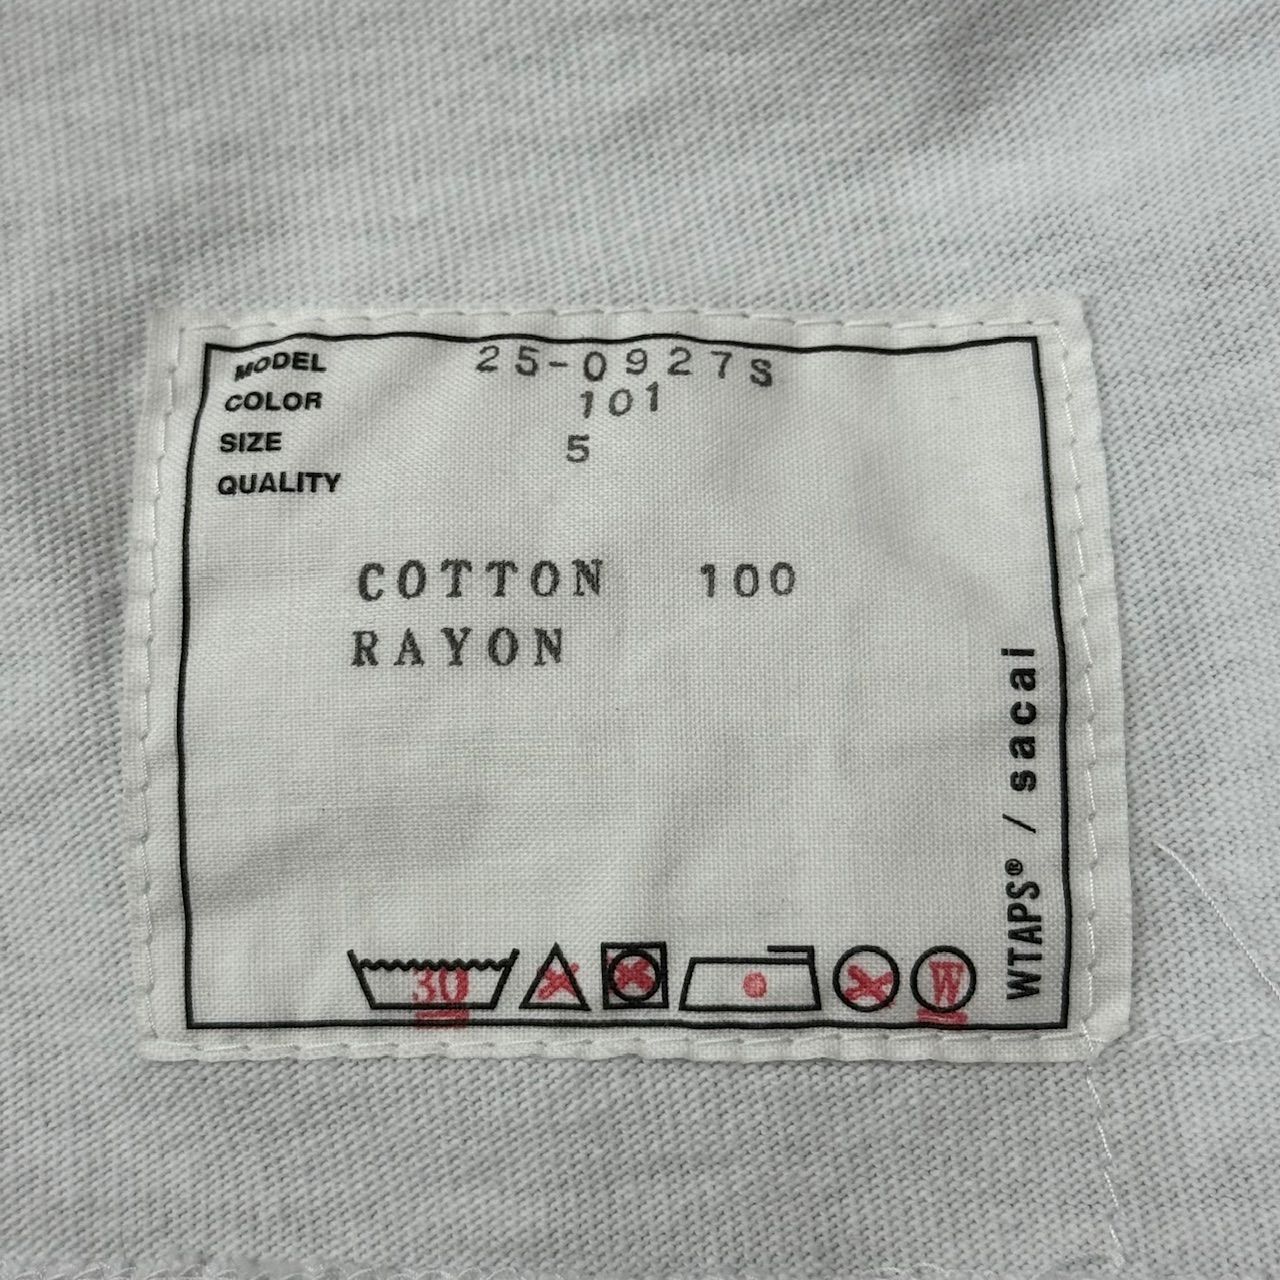 MODEL 25-0927S
COLOR 101
SIZE 5
QUALITY
COTTON 100
RAYON
WTAPS® / sacai
30
W